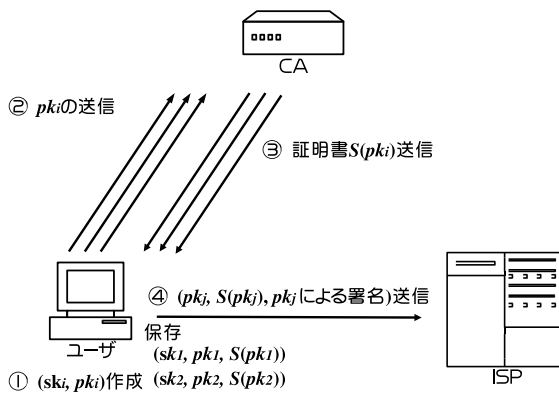 CA
② pkiの送信
③ 証明書S(pki)送信
④ (pkj, S(pkj), pkjによる署名)送信
保存
ユーザ
(sk1, pk1, S(pk1))
① (ski, pki)作成
(sk2, pk2, S(pk2))
ISP